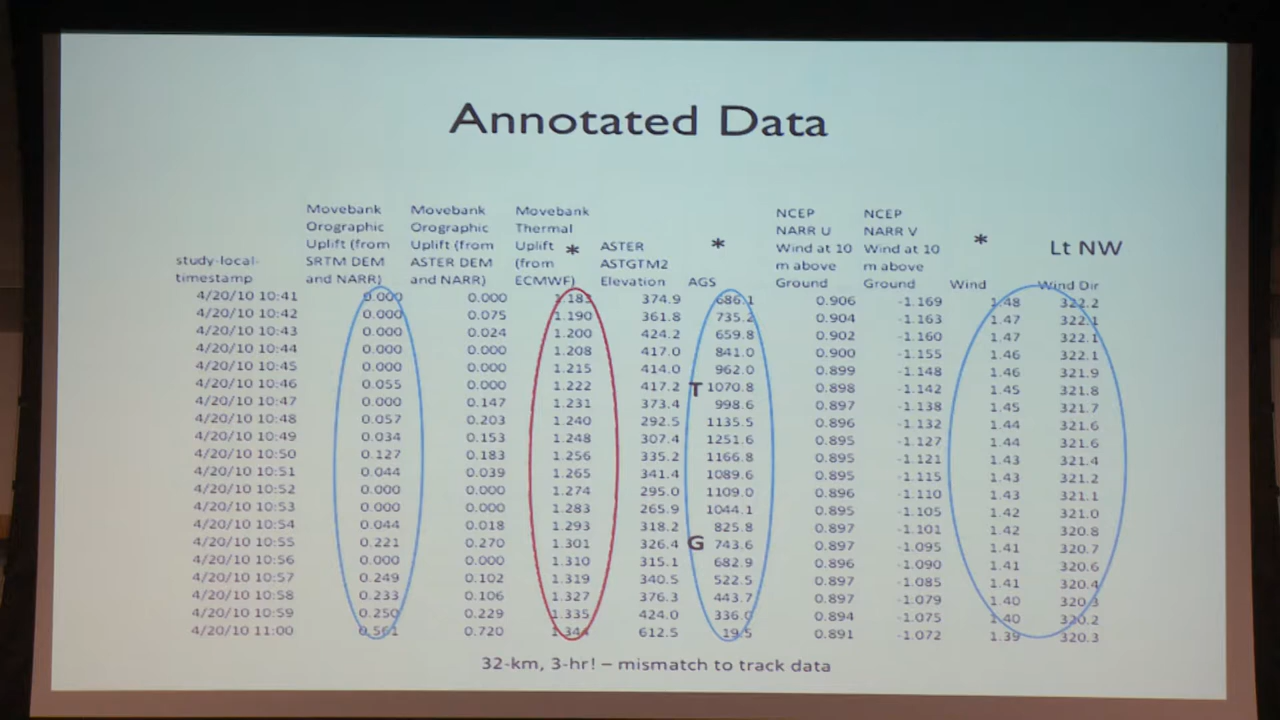 Annotated Data
study-local-timestamp | Movebank Orographic Uplift (from SRTM DEM and NARR) | Movebank Orographic Uplift (from ASTER DEM and NARR) | Movebank Thermal Uplift (from ECMWF) * | ASTER ASTGTM2 Elevation | AGS * | NCEP NARR U Wind at 10 m above Ground | NCEP NARR V Wind at 10 m above Ground | Wind * | Lt NW Wind Dir
4/20/10 10:41 0.000 0.000 1.183 374.9 686.1 0.906 -1.169 1.48 322.2
4/20/10 10:42 0.000 0.075 1.190 361.8 735.2 0.904 -1.163 1.47 322.1
4/20/10 10:43 0.000 0.024 1.200 424.2 659.8 0.902 -1.160 1.47 322.1
4/20/10 10:44 0.000 0.000 1.208 417.0 841.0 0.900 -1.155 1.46 322.1
4/20/10 10:45 0.000 0.000 1.215 414.0 962.0 0.899 -1.148 1.46 321.9
4/20/10 10:46 0.055 0.000 1.222 417.2 T 1070.8 0.898 -1.142 1.45 321.8
4/20/10 10:47 0.000 0.147 1.231 373.4 998.6 0.897 -1.138 1.45 321.7
4/20/10 10:48 0.057 0.203 1.240 292.5 1135.5 0.896 -1.132 1.44 321.6
4/20/10 10:49 0.034 0.153 1.248 307.4 1251.6 0.895 -1.127 1.44 321.6
4/20/10 10:50 0.127 0.183 1.256 335.2 1166.8 0.895 -1.121 1.43 321.4
4/20/10 10:51 0.044 0.039 1.265 341.4 1089.6 0.895 -1.115 1.43 321.2
4/20/10 10:52 0.000 0.000 1.274 295.0 1109.0 0.896 -1.110 1.43 321.1
4/20/10 10:53 0.000 0.000 1.283 265.9 1044.1 0.895 -1.105 1.42 321.0
4/20/10 10:54 0.044 0.018 1.293 318.2 825.8 0.897 -1.101 1.42 320.8
4/20/10 10:55 0.221 0.270 1.301 326.4 G 743.6 0.897 -1.095 1.41 320.7
4/20/10 10:56 0.000 0.000 1.310 315.1 682.9 0.896 -1.090 1.41 320.6
4/20/10 10:57 0.249 0.102 1.319 340.5 522.5 0.897 -1.085 1.41 320.4
4/20/10 10:58 0.233 0.106 1.327 376.3 443.7 0.897 -1.079 1.40 320.3
4/20/10 10:59 0.250 0.229 1.335 424.0 336.0 0.894 -1.075 1.40 320.2
4/20/10 11:00 0.561 0.720 1.344 612.5 19.5 0.891 -1.072 1.39 320.3
32-km, 3-hr! – mismatch to track data